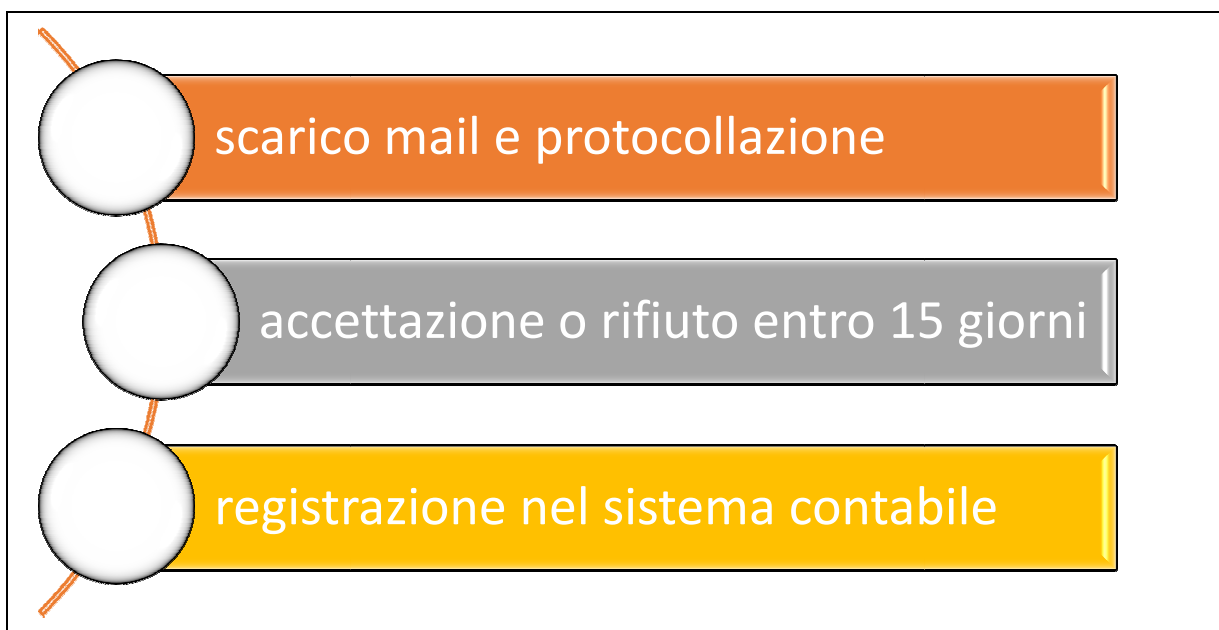 scarico mail e protocollazione
accettazione o rifiuto entro 15 giorni
registrazione nel sistema contabile